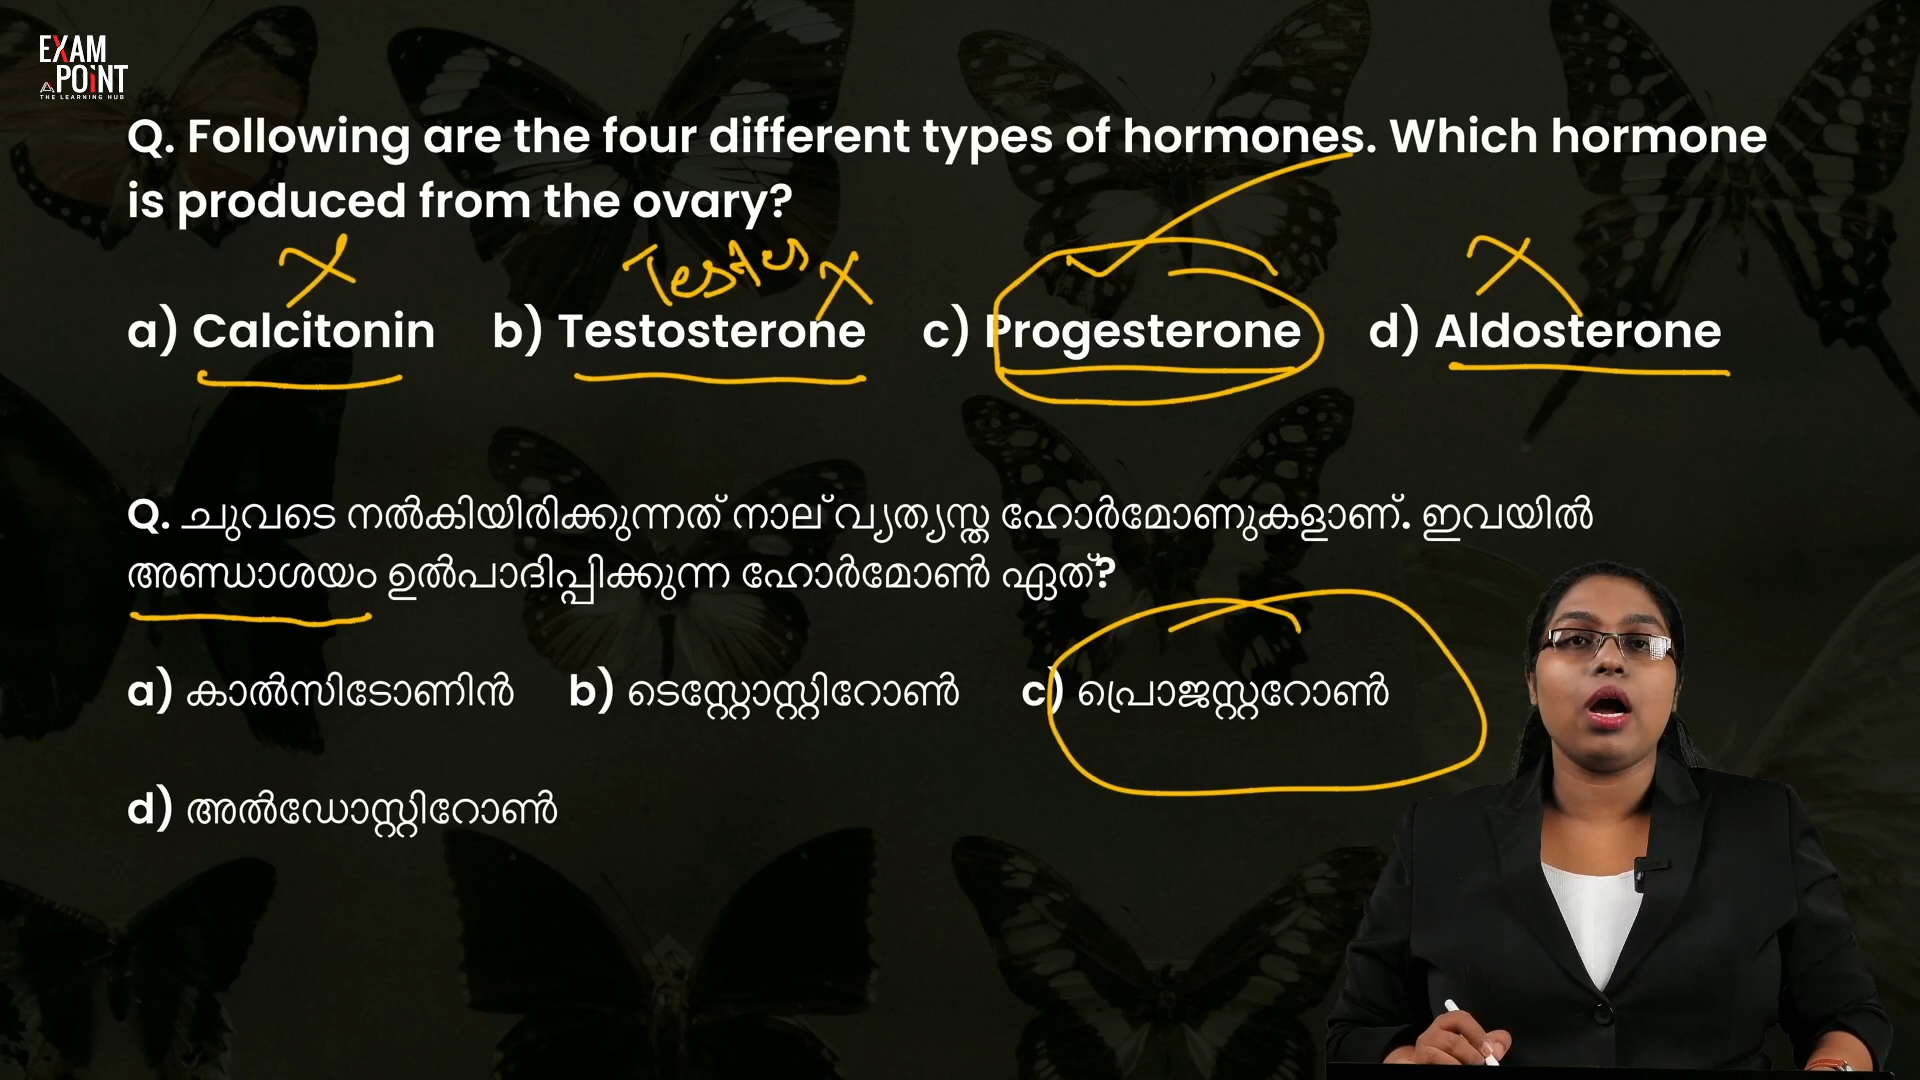 EXAM
POINT
THE LEARNING HUB
Q. Following are the four different types of hormones. Which hormone
is produced from the ovary?
Testes
a) Calcitonin b) Testosterone c) Progesterone d) Aldosterone
Q. ചുവടെ നൽകിയിരിക്കുന്നത് നാല് വ്യത്യസ്ത ഹോർമോണുകളാണ്. ഇവയിൽ
അണ്ഡാശയം ഉൽപാദിപ്പിക്കുന്ന ഹോർമോൺ ഏത്?
a) കാൽസിടോണിൻ b) ടെസ്റ്റോസ്റ്റിറോൺ c) പ്രൊജസ്റ്ററോൺ
d) അൽഡോസ്റ്റിറോൺ